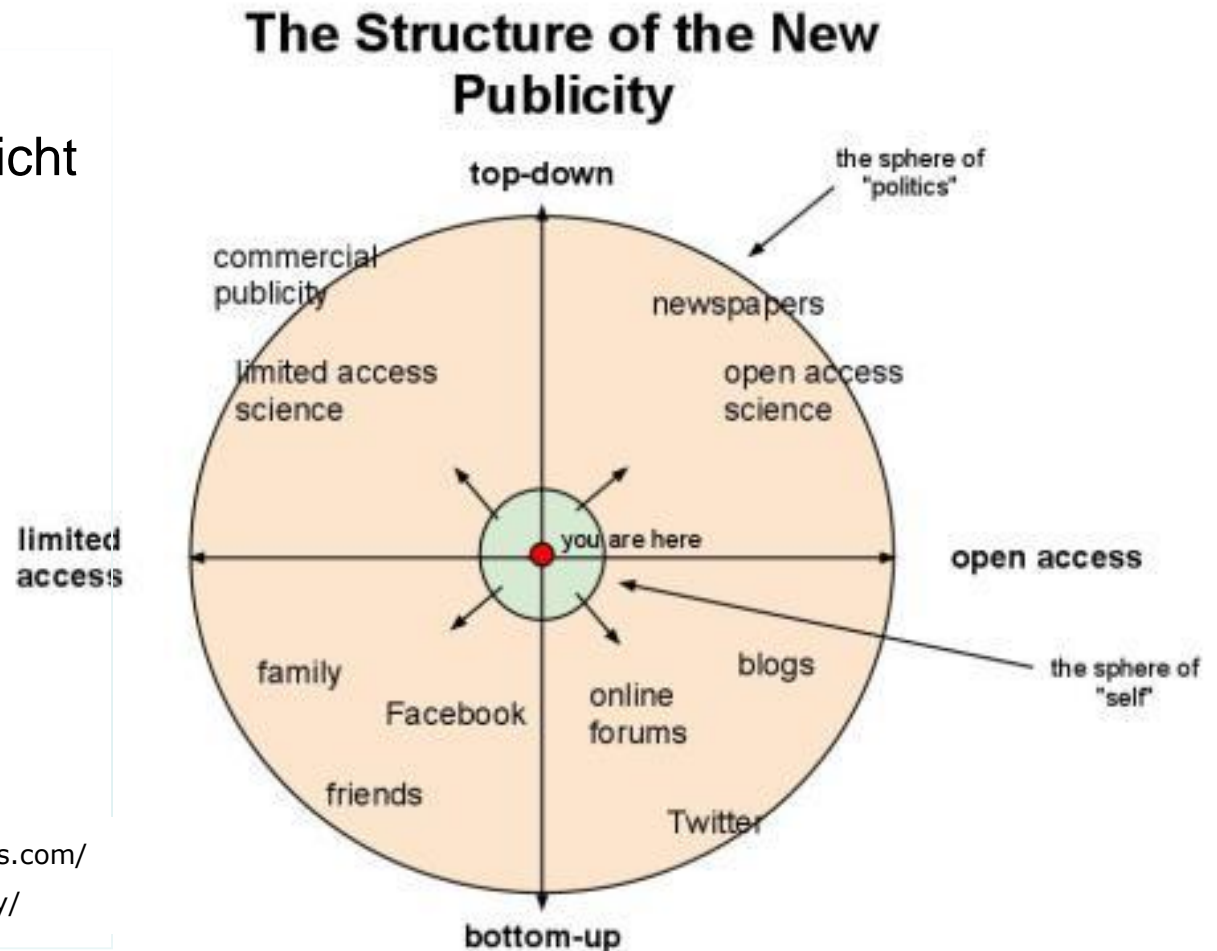 The Structure of the New
Publicity
icht
top-down
the sphere of
"politics"
commercial
publicity
newspapers
limited access
science
open access
science
limited
access
you are here
open access
the sphere of
"self"
family
Facebook
friends
online
forums
blogs
Twitter
s.com/
y/
bottom-up